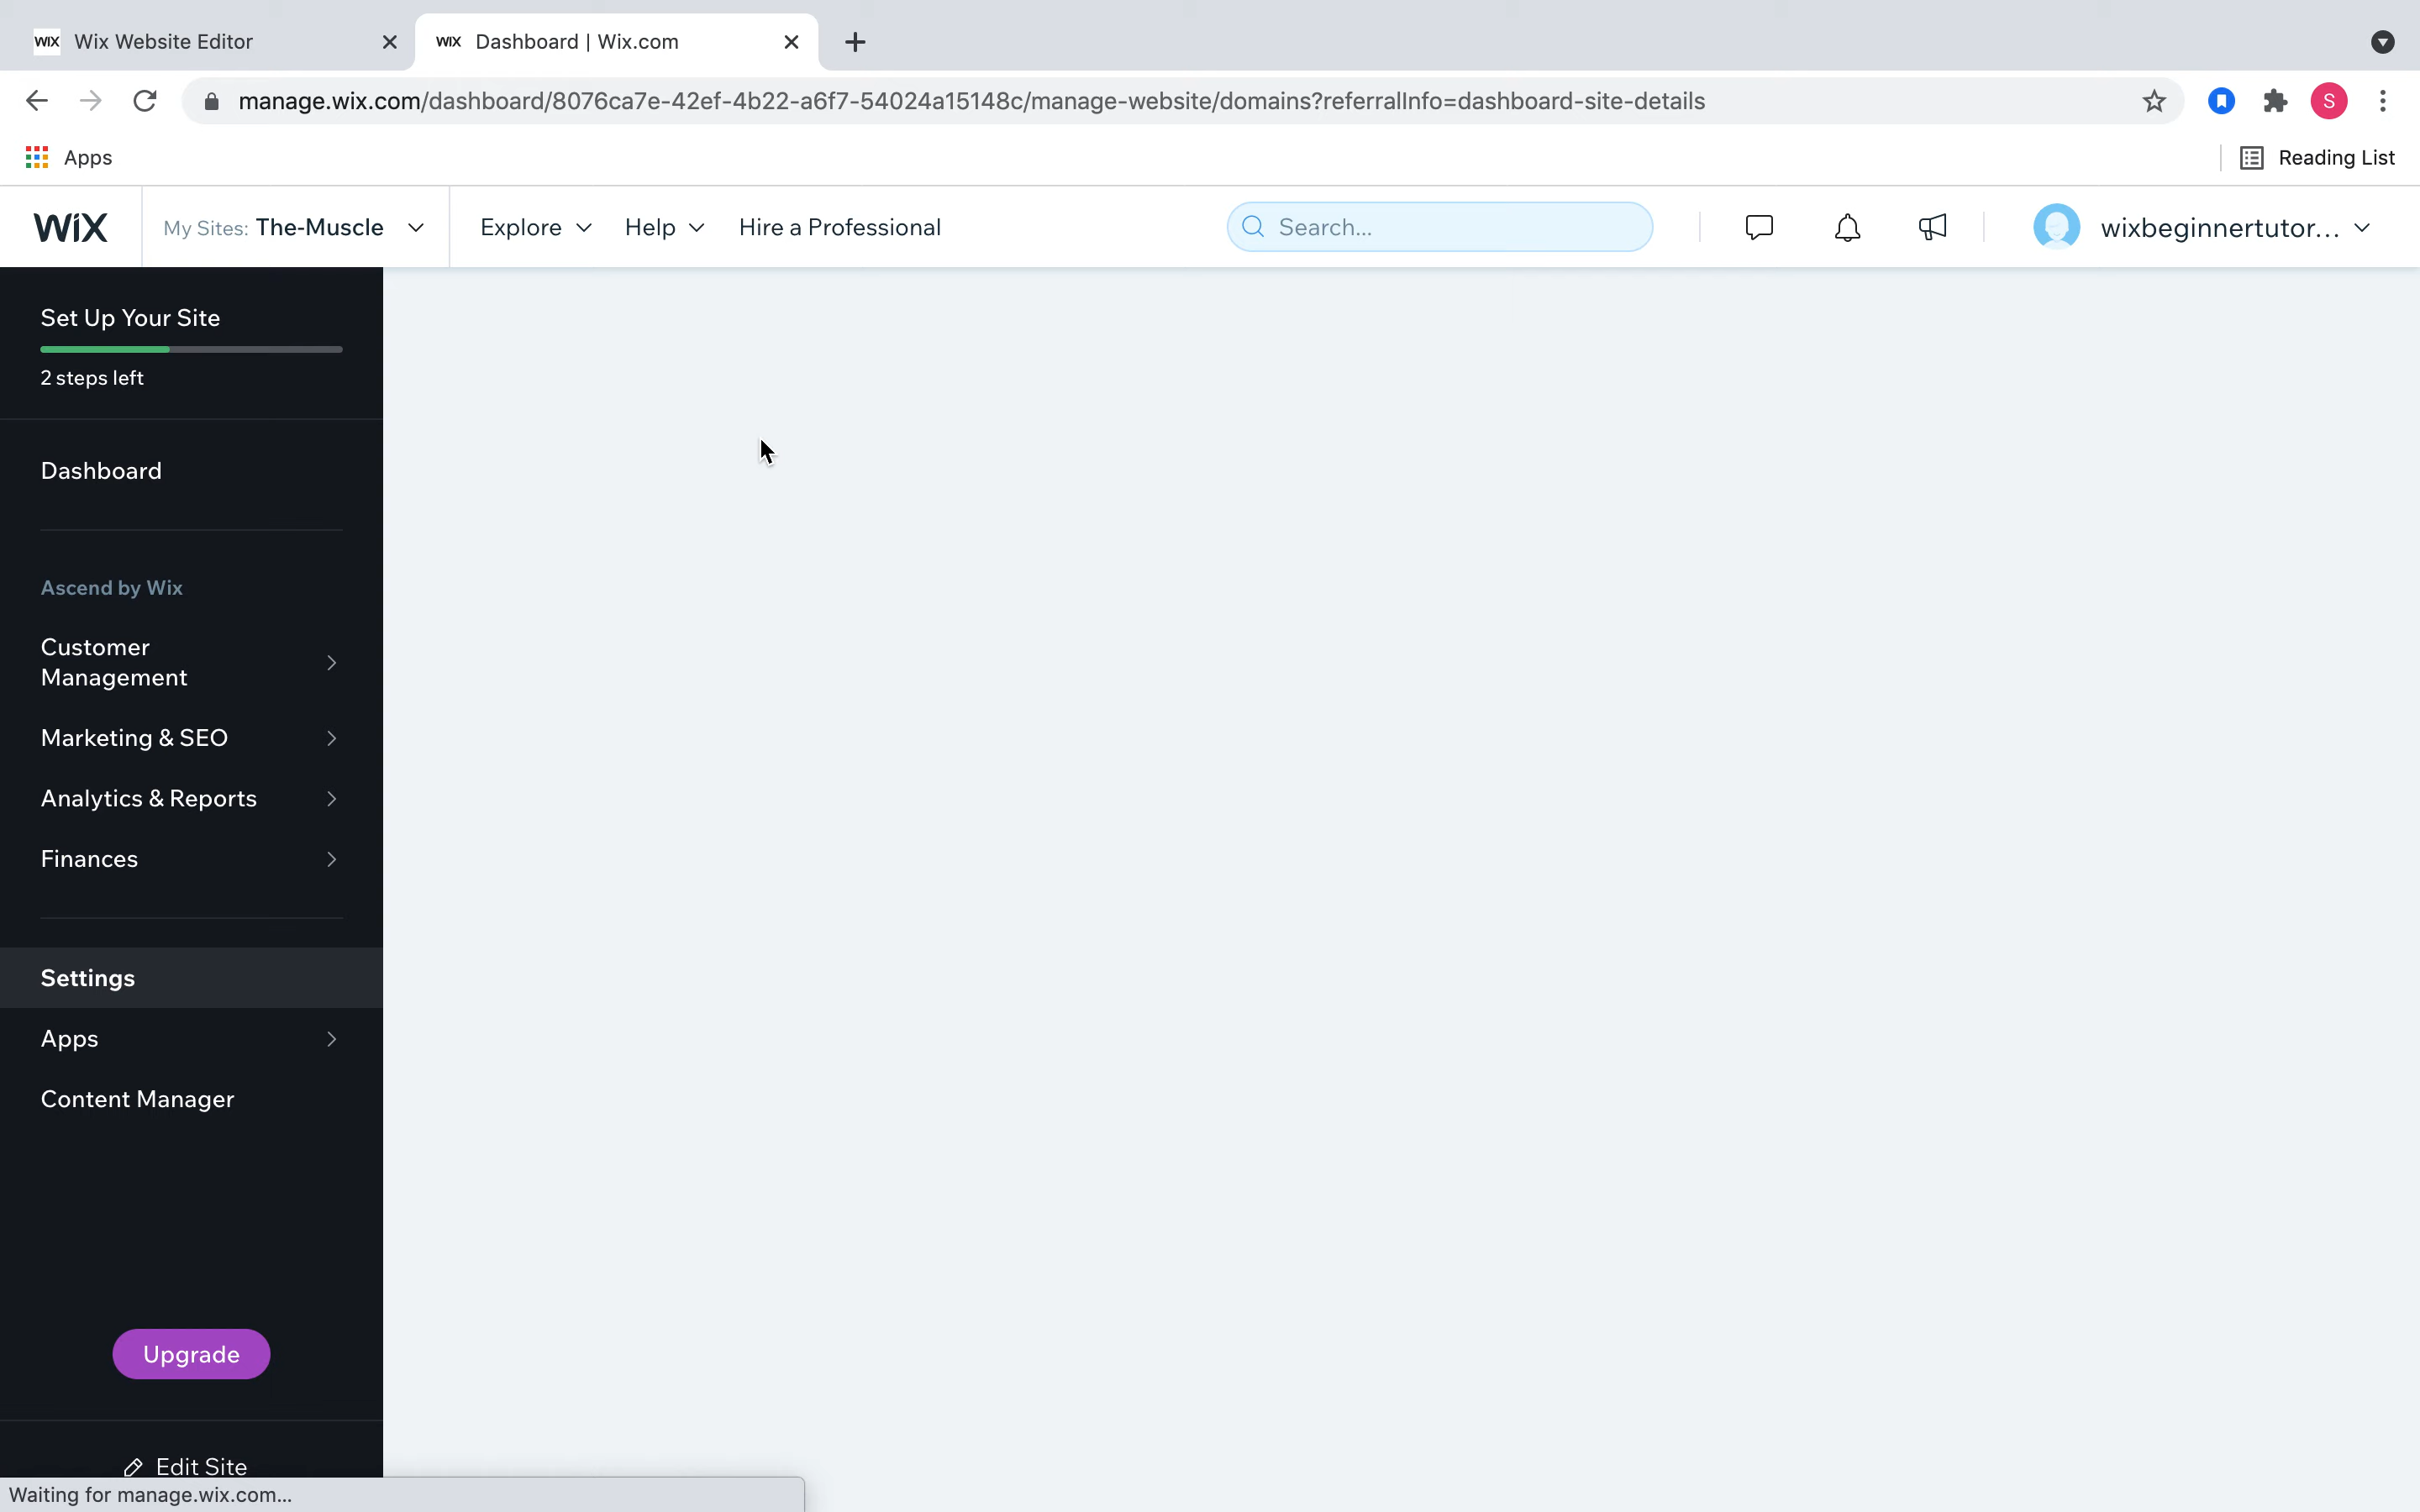 WIX Wix Website Editor
WIX Dashboard | Wix.com
manage.wix.com/dashboard/8076ca7e-42ef-4b22-a6f7-54024a15148c/manage-website/domains?referralInfo=dashboard-site-details
S
Apps
Reading List
WiX
My Sites: The-Muscle
Explore
Help
Hire a Professional
Search...
wixbeginnertutor...
Set Up Your Site
2 steps left
Dashboard
Ascend by Wix
Customer
Management
Marketing & SEO
Analytics & Reports
Finances
Settings
Apps
Content Manager
Upgrade
Edit Site
Waiting for manage.wix.com...